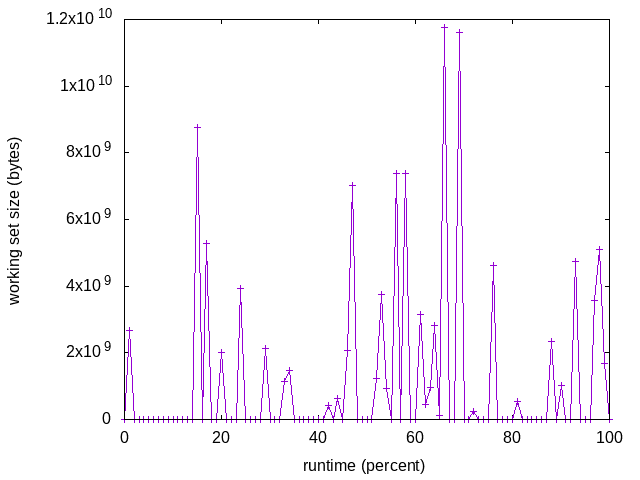 1.2x10^10
1x10^10
8x10^9
6x10^9
4x10^9
2x10^9
0
0 20 40 60 80 100
working set size (bytes)
runtime (percent)